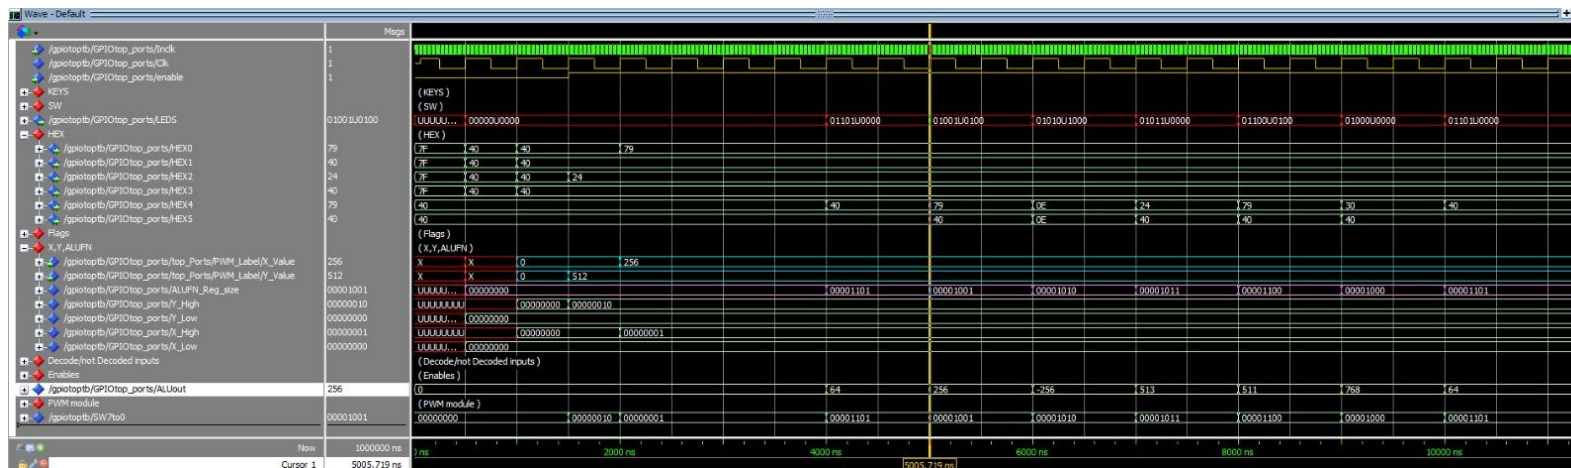 Wave - Default
Msgs
/gpiotoptb/GPIOtop_ports/Inclk 1
/gpiotoptb/GPIOtop_ports/Clk 1
/gpiotoptb/GPIOtop_ports/enable 1
KEYS ( KEYS )
SW ( SW )
/gpiotoptb/GPIOtop_ports/LEDS 01001U0100 UUUUU... 00000U0000 01101U0000 01001U0100 01010U1000 01011U0000 01100U0100 01000U0000 01101U0000
HEX ( HEX )
/gpiotoptb/GPIOtop_ports/HEX0 79 7F 40 40 79
/gpiotoptb/GPIOtop_ports/HEX1 40 7F 40 40
/gpiotoptb/GPIOtop_ports/HEX2 24 7F 40 40 24
/gpiotoptb/GPIOtop_ports/HEX3 40 7F 40 40
/gpiotoptb/GPIOtop_ports/HEX4 79 40 40 79 0E 24 79 30 40
/gpiotoptb/GPIOtop_ports/HEX5 40 40 40 0E 40 40 40
Flags ( Flags )
X,Y,ALUFN ( X,Y,ALUFN )
/gpiotoptb/GPIOtop_ports/top_Ports/PWM_Label/X_Value 256 X X 0 256
/gpiotoptb/GPIOtop_ports/top_Ports/PWM_Label/Y_Value 512 X X 0 512
/gpiotoptb/GPIOtop_ports/ALUFN_Reg_size 00001001 UUUUU... 00000000 00001101 00001001 00001010 00001011 00001100 00001000 00001101
/gpiotoptb/GPIOtop_ports/Y_High 00000010 UUUUUUUU 00000000 00000010
/gpiotoptb/GPIOtop_ports/Y_Low 00000000 UUUUU... 00000000
/gpiotoptb/GPIOtop_ports/X_High 00000001 UUUUUUUU 00000000 00000001
/gpiotoptb/GPIOtop_ports/X_Low 00000000 UUUUU... 00000000
Decode/not Decoded inputs ( Decode/not Decoded inputs )
Enables ( Enables )
/gpiotoptb/GPIOtop_ports/ALUout 256 0 64 256 -256 513 511 768 64
PWM module ( PWM module )
/gpiotoptb/SW7to0 00001001 00000000 00000010 00000001 00001101 00001001 00001010 00001011 00001100 00001000 00001101
Now 1000000 ns 2000 ns 4000 ns 6000 ns 8000 ns 10000 ns
Cursor 1 5005.719 ns 5005.719 ns